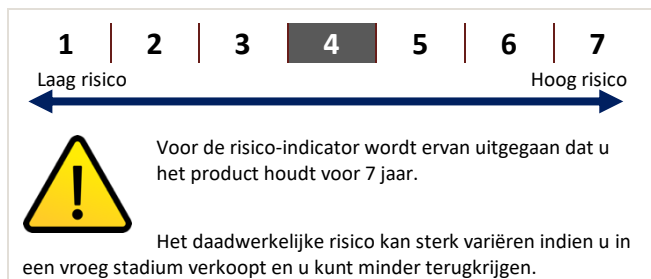 1 2 3 4 5 6 7
Laag risico Hoog risico
Voor de risico-indicator wordt ervan uitgegaan dat u
het product houdt voor 7 jaar.
Het daadwerkelijke risico kan sterk variëren indien u in
een vroeg stadium verkoopt en u kunt minder terugkrijgen.